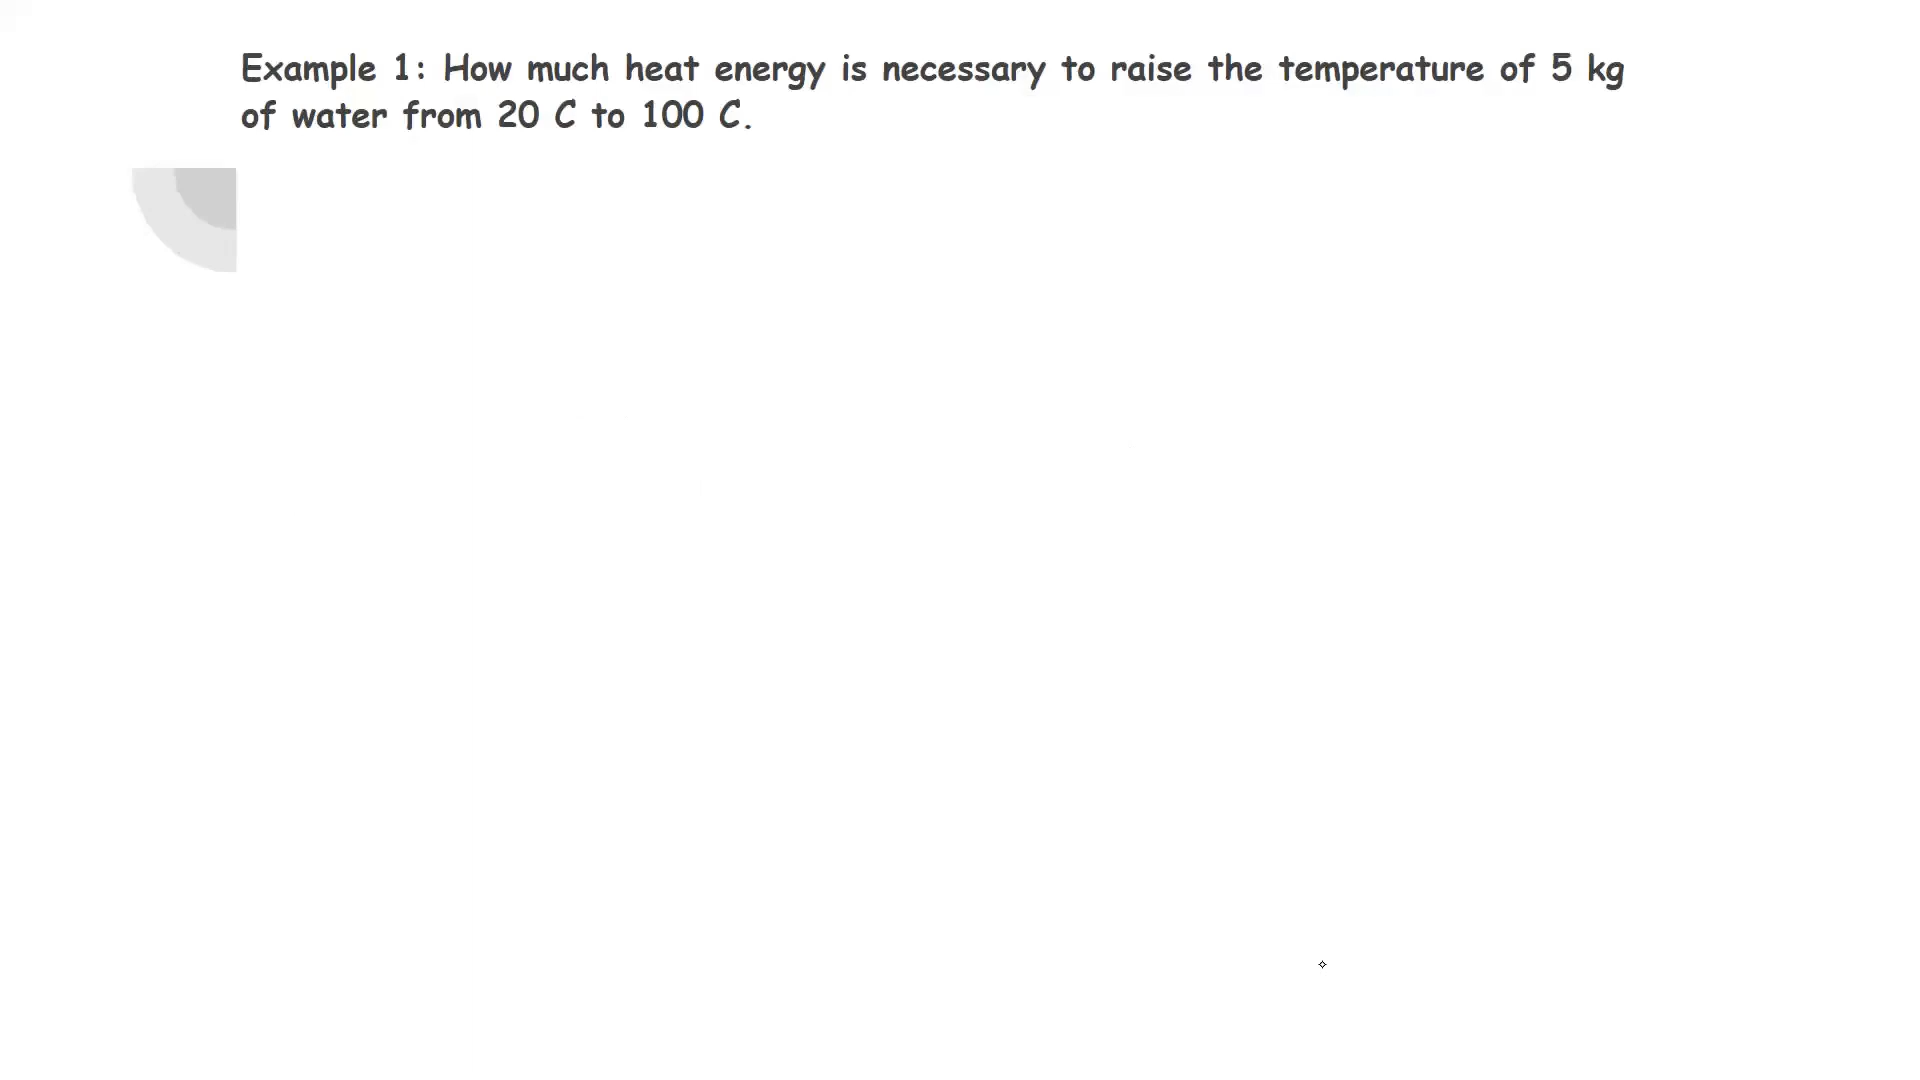 Example 1: How much heat energy is necessary to raise the temperature of 5 kg
of water from 20 C to 100 C.